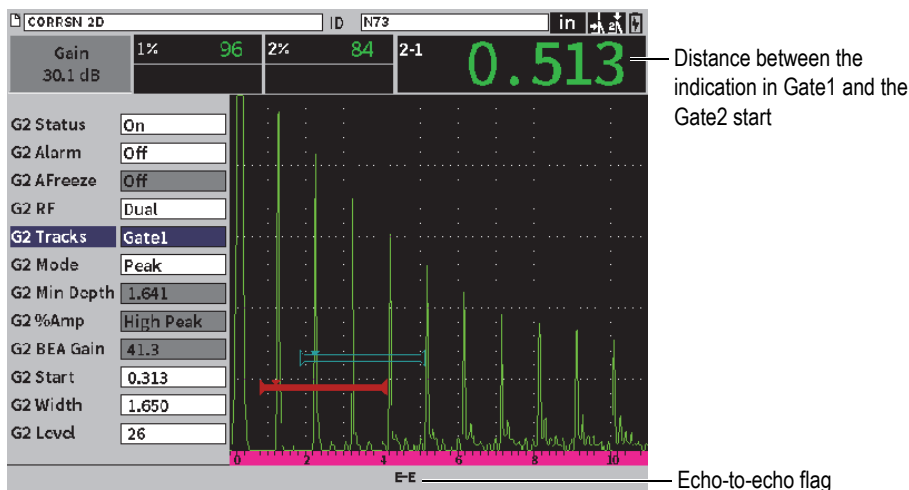 CORRSN 2D ID N73 in 2
Gain 30.1 dB
1% 96 2% 84 2-1 0.513
Distance between the
indication in Gate1 and the
Gate2 start
G2 Status On
G2 Alarm Off
G2 AFreeze Off
G2 RF Dual
G2 Tracks Gate1
G2 Mode Peak
G2 Min Depth 1.641
G2 %Amp High Peak
G2 BEA Gain 41.3
G2 Start 0.313
G2 Width 1.650
G2 Level 26
0 2 4 6 8 10
E-E
Echo-to-echo flag